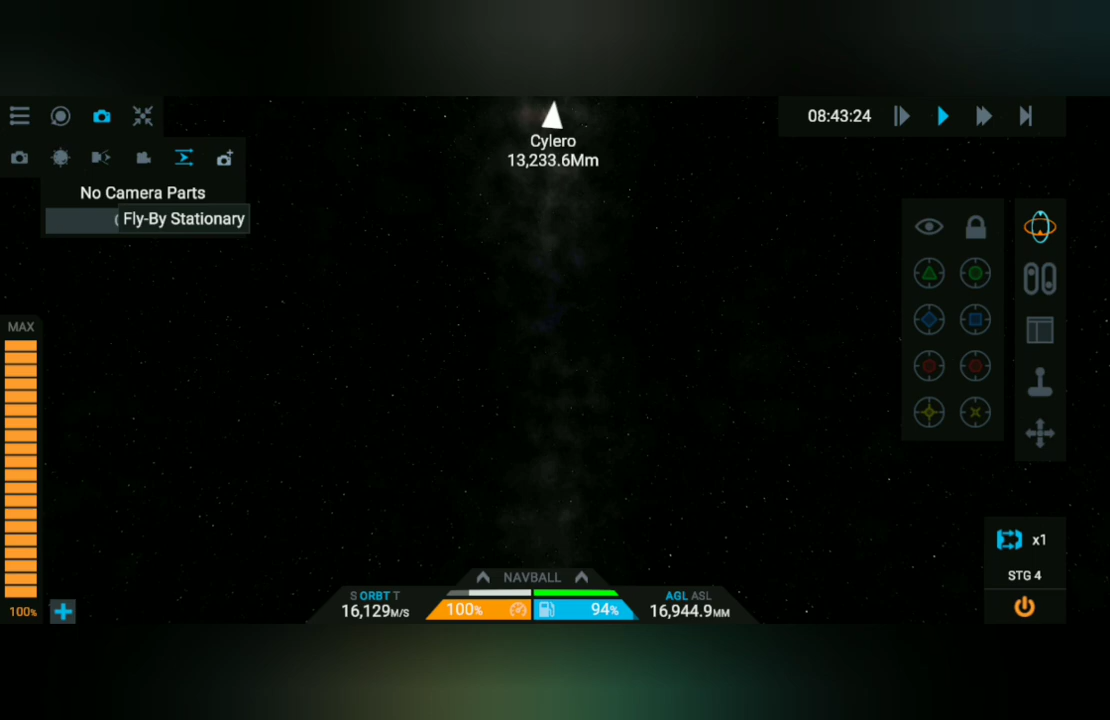 Cylero
13,233.6Mm
08:43:24
No Camera Parts
Fly-By Stationary
MAX
100%
NAVBALL
S ORBT T
16,129M/S
100%
94%
AGL ASL
16,944.9MM
x1
STG 4